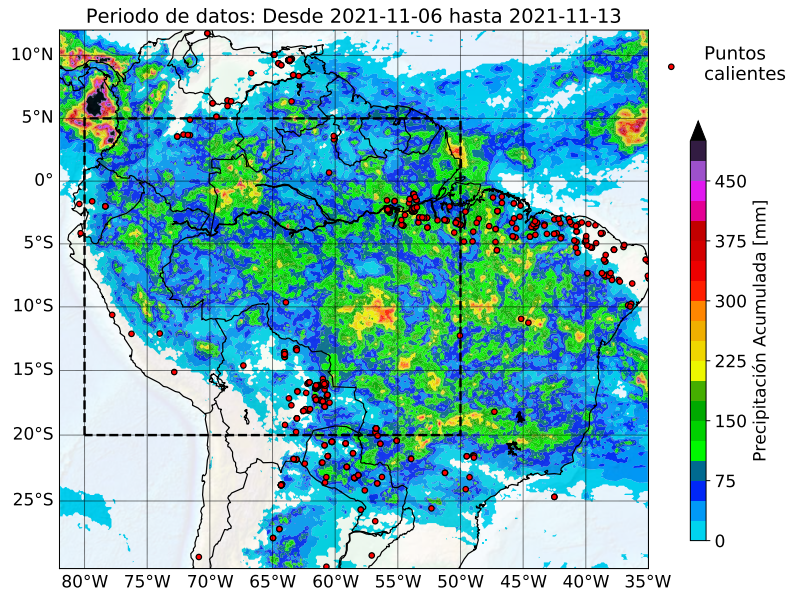 Periodo de datos: Desde 2021-11-06 hasta 2021-11-13
10°N
5°N
0°
5°S
10°S
15°S
20°S
25°S
80°W 75°W 70°W 65°W 60°W 55°W 50°W 45°W 40°W 35°W
Puntos
calientes
450
375
300
225
150
75
0
Precipitación Acumulada [mm]